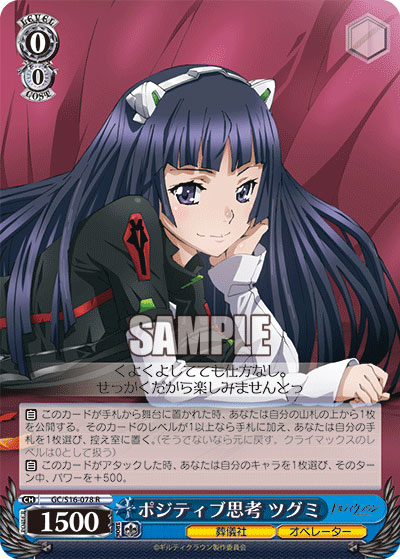 LEVEL
0
0
COST
SAMPLE
くよくよしてても仕方なし。
せっかくだから楽しみませんとっ
自 このカードが手札から舞台に置かれた時、あなたは自分の山札の上から1枚
を公開する。そのカードのレベルが1以上なら手札に加え、あなたは自分の手
札を1枚選び、控え室に置く。(そうでないなら元に戻す。クライマックスのレベ
ルは0として扱う)
自 このカードがアタックした時、あなたは自分のキャラを1枚選び、そのター
ン中、パワーを+500。
CH GC/S16-078 R
ポジティブ思考 ツグミ
ギルティクラウン
POWER
1500
葬儀社
オペレーター
©ギルティクラウン製作委員会